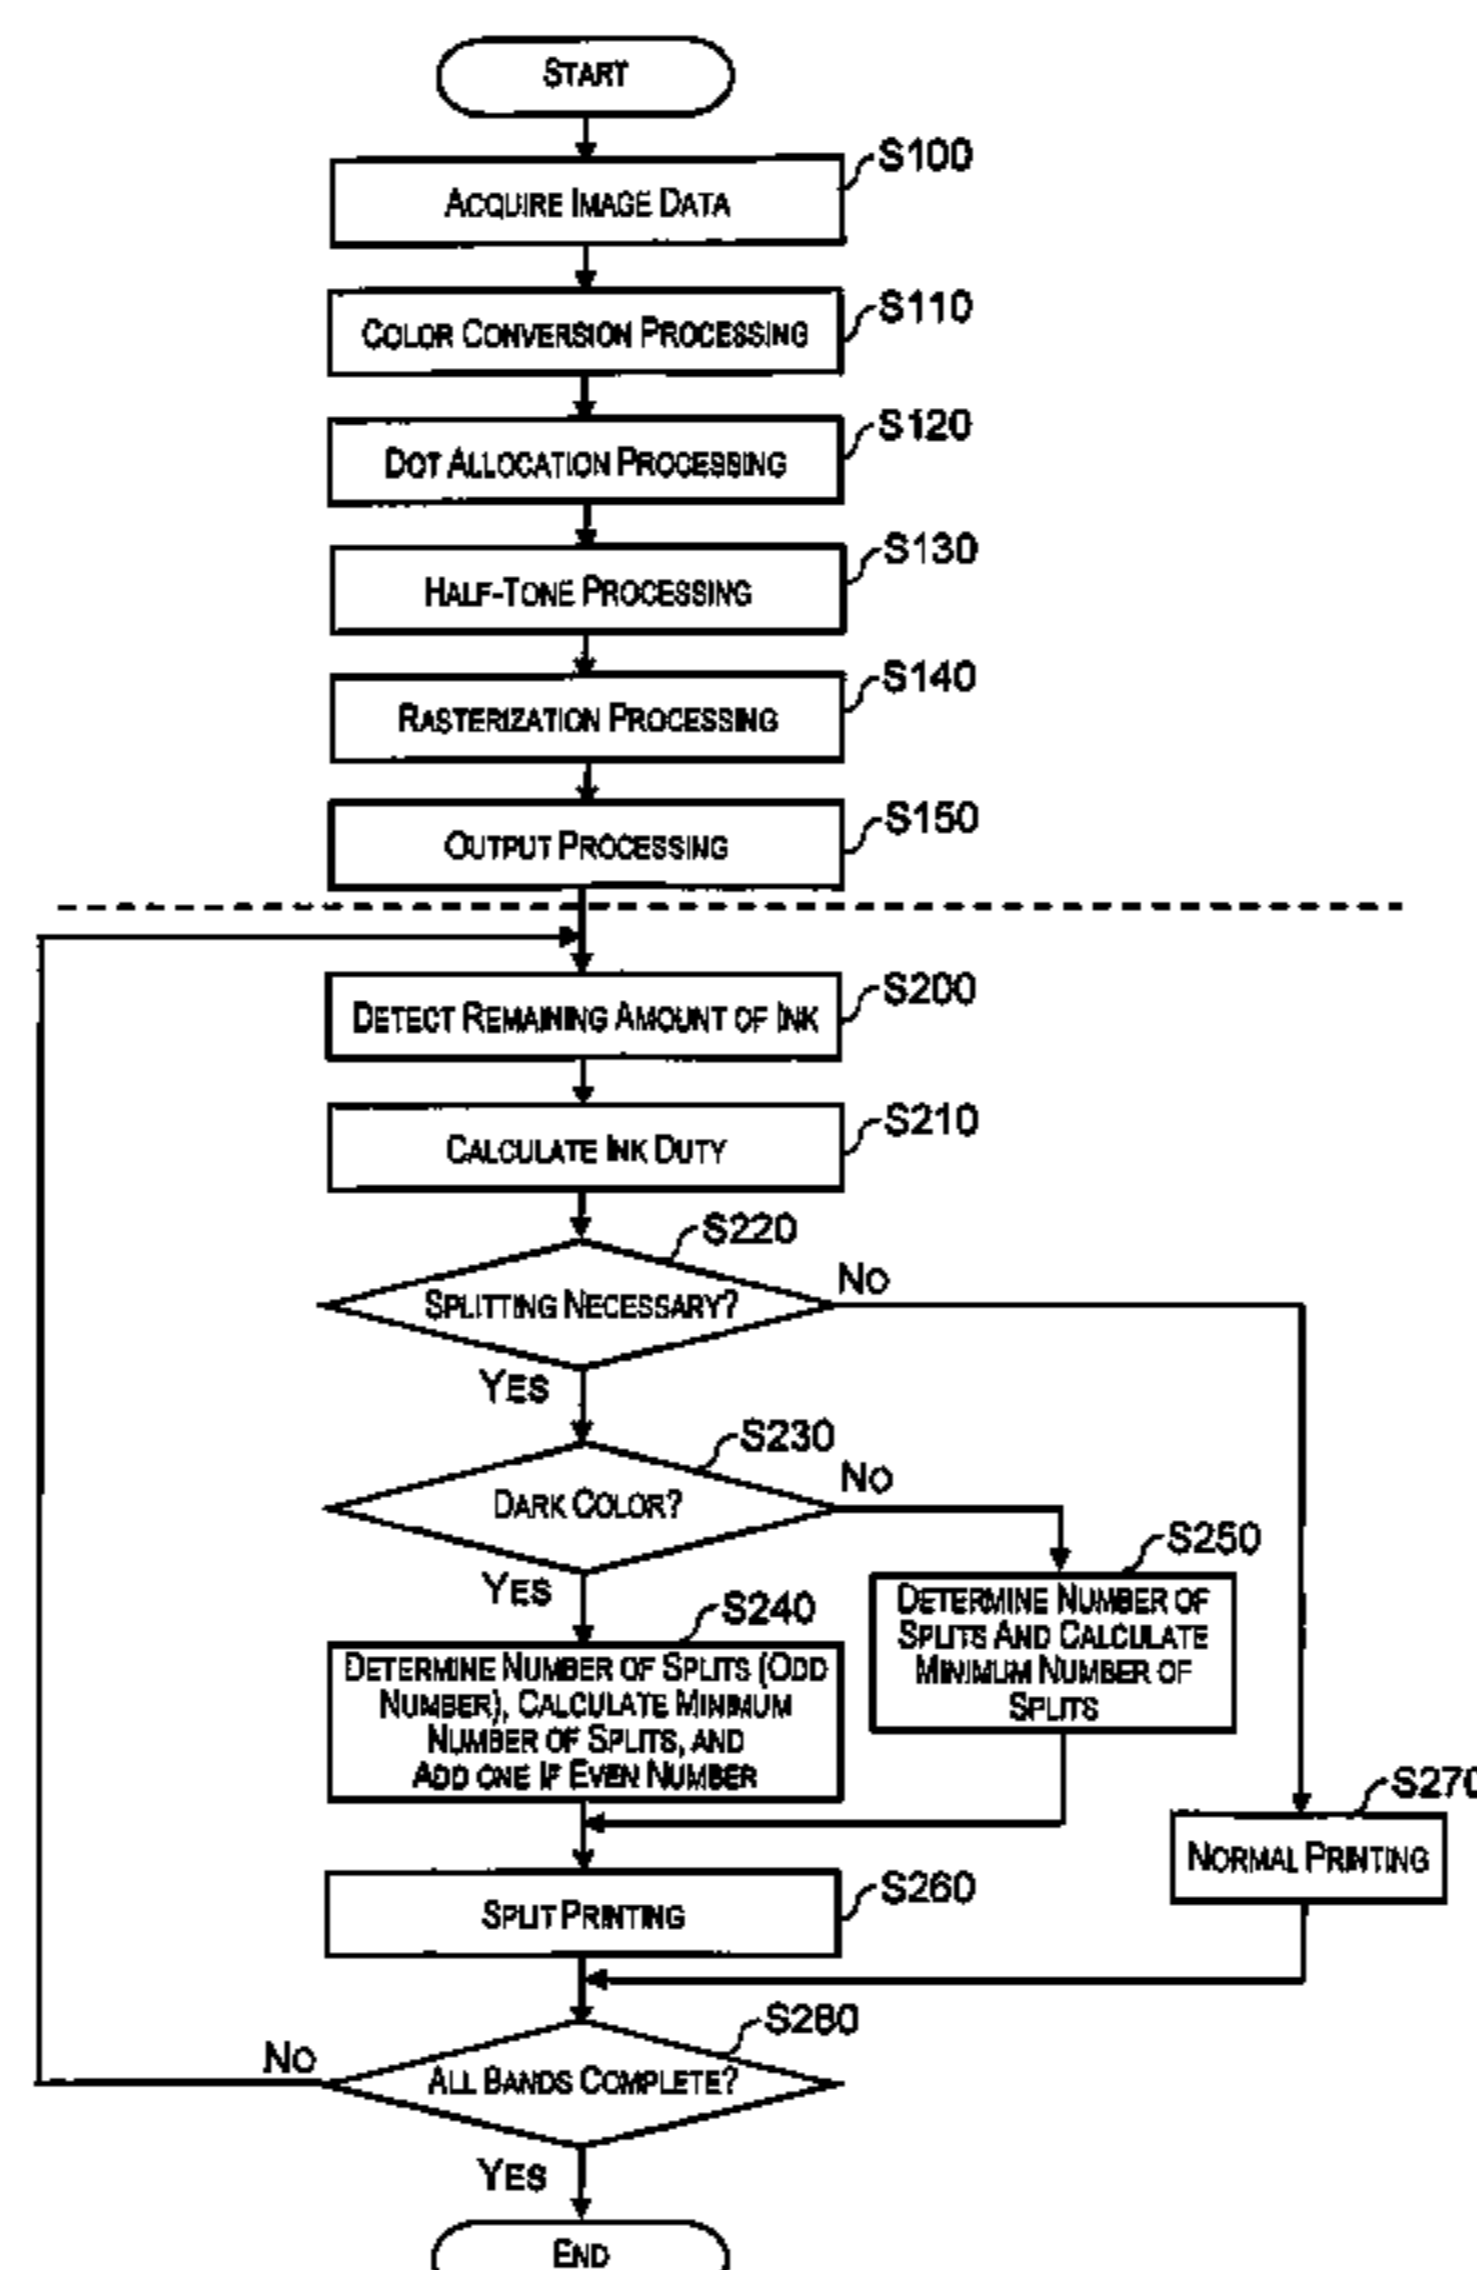 START
S100
ACQUIRE IMAGE DATA
S110
COLOR CONVERSION PROCESSING
S120
DOT ALLOCATION PROCESSING
S130
HALF-TONE PROCESSING
S140
RASTERIZATION PROCESSING
S150
OUTPUT PROCESSING
S200
DETECT REMAINING AMOUNT OF INK
S210
CALCULATE INK DUTY
S220
SPLITTING NECESSARY?
NO
YES
S230
DARK COLOR?
NO
YES
S250
DETERMINE NUMBER OF
SPLITS AND CALCULATE
MINIMUM NUMBER OF
SPLITS
S240
DETERMINE NUMBER OF SPLITS (ODD
NUMBER), CALCULATE MINIMUM
NUMBER OF SPLITS, AND
ADD ONE IF EVEN NUMBER
S270
NORMAL PRINTING
S260
SPLIT PRINTING
S280
ALL BANDS COMPLETE?
NO
YES
END